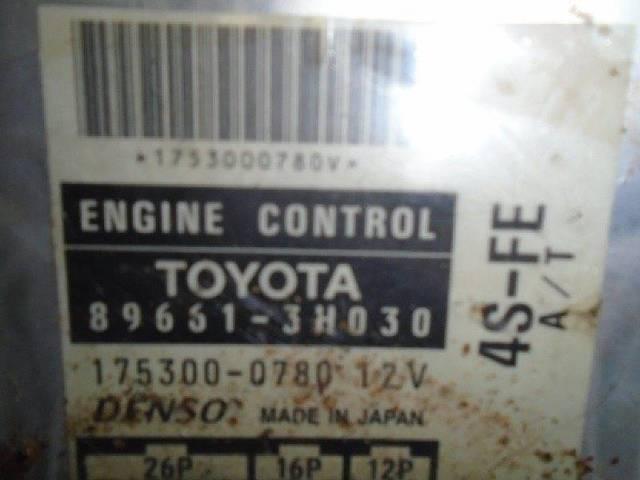 *1753000780V*
ENGINE CONTROL
TOYOTA
89661-3H030
175300-0780 12V
DENSO MADE IN JAPAN
26P 16P 12P
4S-FE
A/T